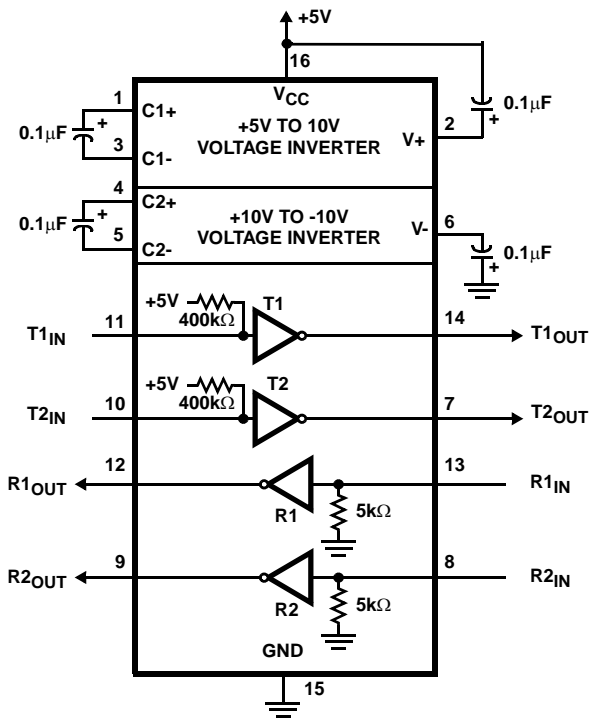 +5V
16
1
C1+
VCC
0.1μF
+
+5V TO 10V
VOLTAGE INVERTER
2
V+
0.1μF
+
3
C1-
4
C2+
0.1μF
+
+10V TO -10V
VOLTAGE INVERTER
V-
6
0.1μF
+
5
C2-
+5V
400kΩ
T1
T1IN
11
14
T1OUT
+5V
400kΩ
T2
T2IN
10
7
T2OUT
R1OUT
12
R1
5kΩ
13
R1IN
R2OUT
9
R2
5kΩ
8
R2IN
GND
15